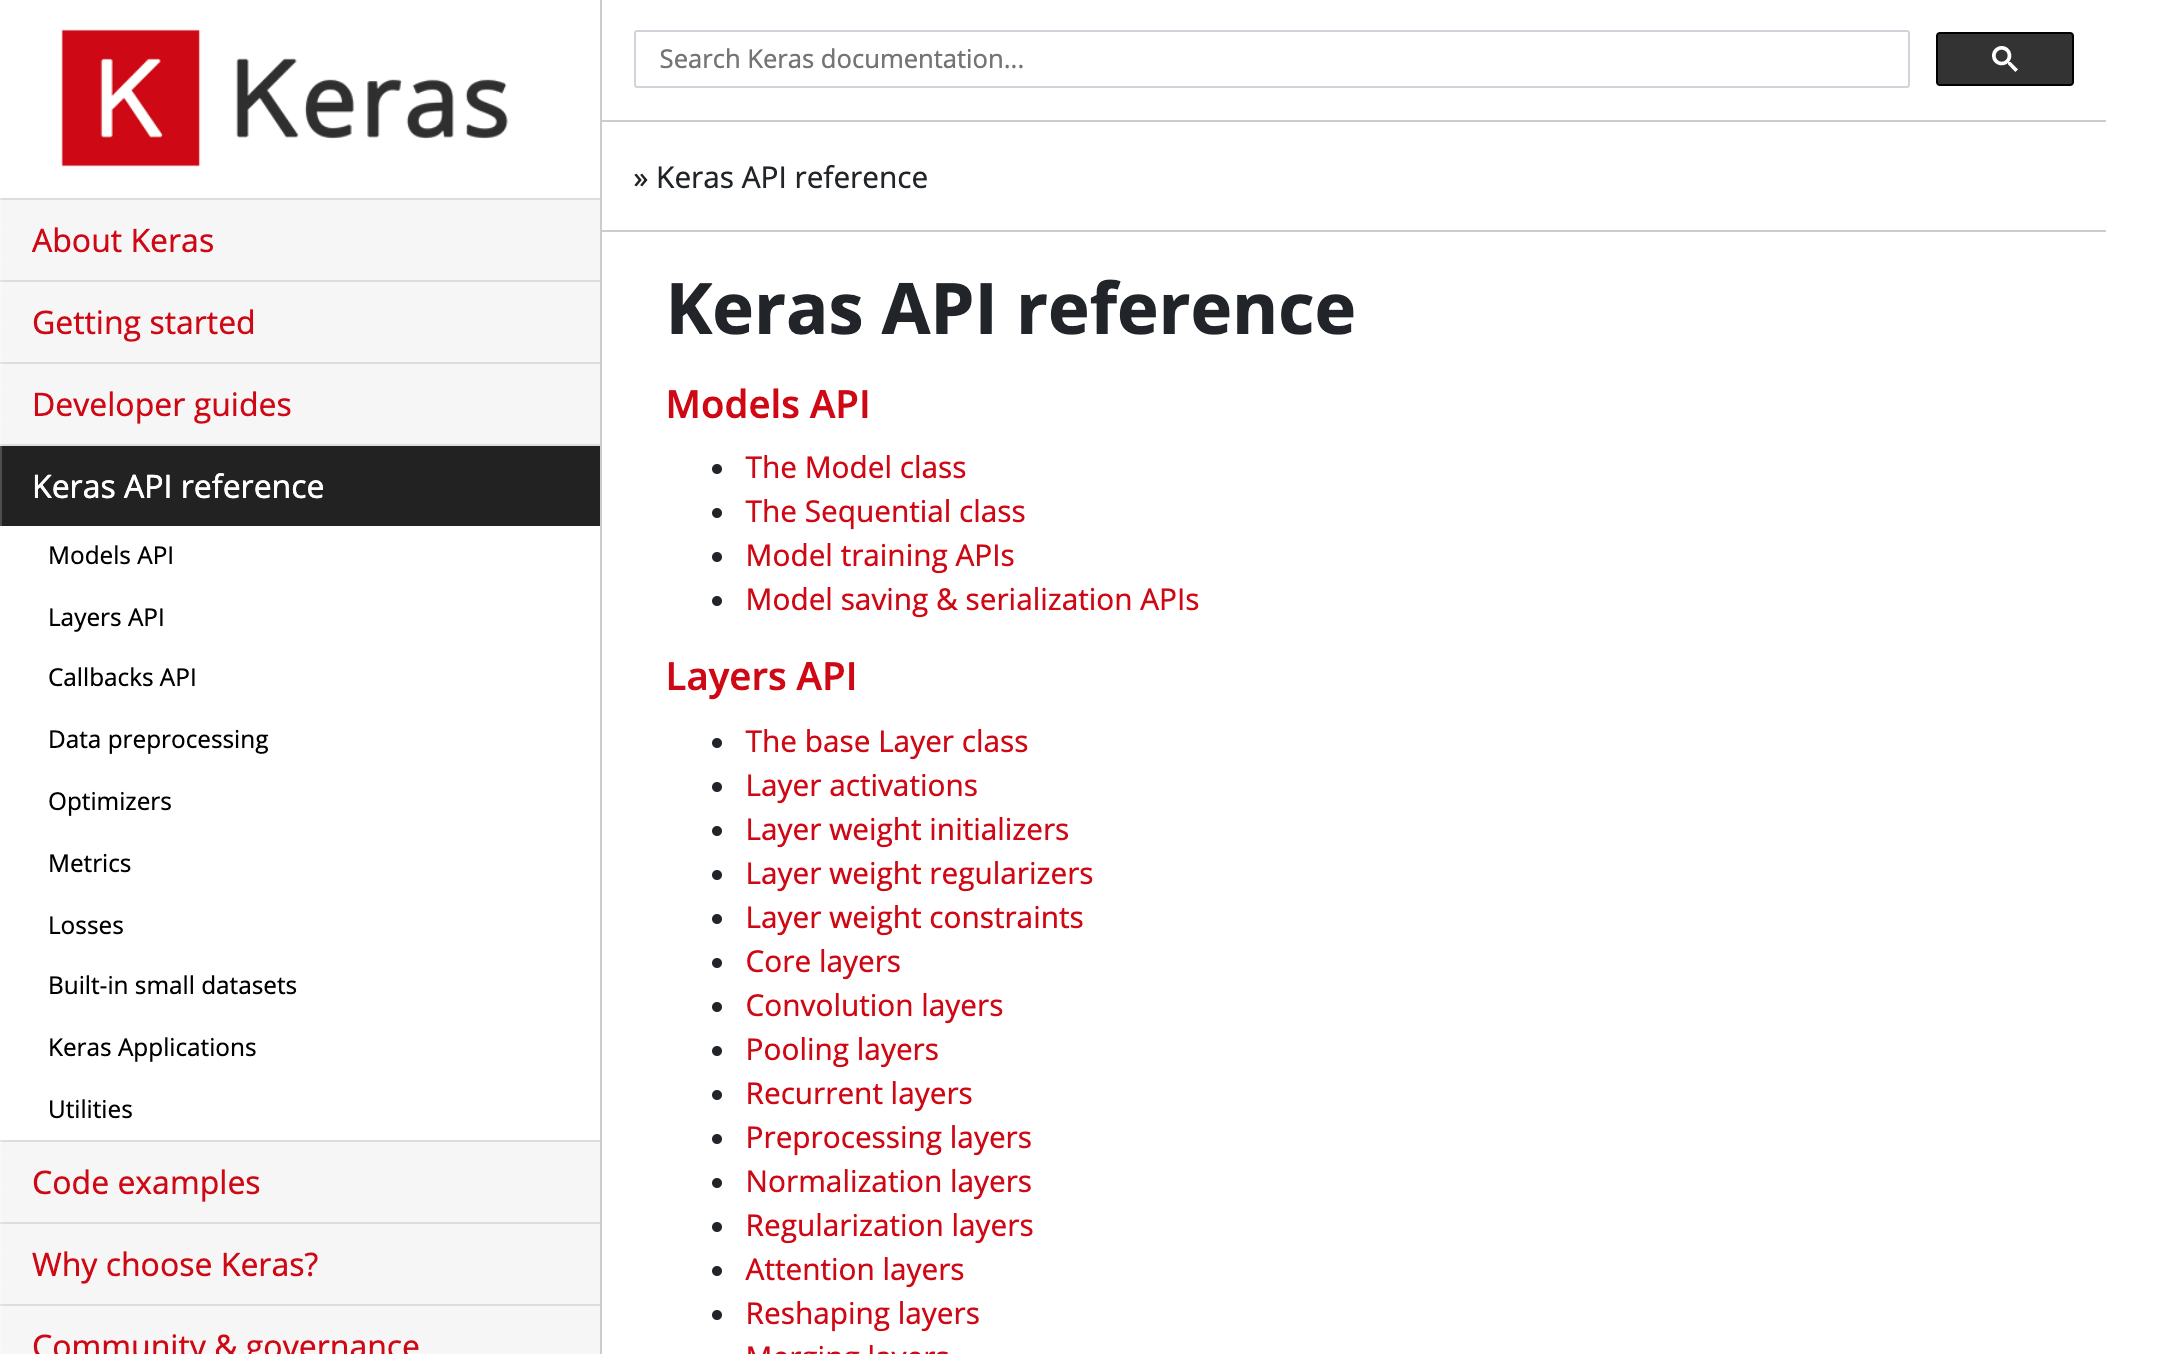 K Keras
About Keras
Getting started
Developer guides
Keras API reference
Models API
Layers API
Callbacks API
Data preprocessing
Optimizers
Metrics
Losses
Built-in small datasets
Keras Applications
Utilities
Code examples
Why choose Keras?
Community & governance
Search Keras documentation...
» Keras API reference
Keras API reference
Models API
• The Model class
• The Sequential class
• Model training APIs
• Model saving & serialization APIs
Layers API
• The base Layer class
• Layer activations
• Layer weight initializers
• Layer weight regularizers
• Layer weight constraints
• Core layers
• Convolution layers
• Pooling layers
• Recurrent layers
• Preprocessing layers
• Normalization layers
• Regularization layers
• Attention layers
• Reshaping layers
Merging layers